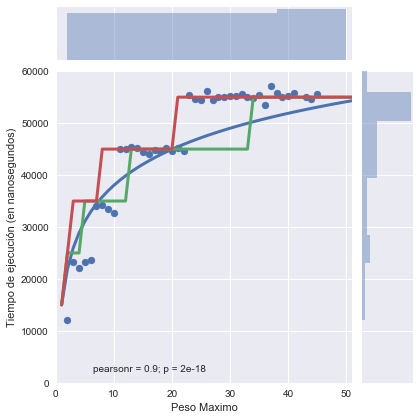 60000
50000
40000
30000
20000
10000
0
Tiempo de ejecución (en nanosegundos)
pearsonr = 0.9; p = 2e-18
0 10 20 30 40 50
Peso Maximo